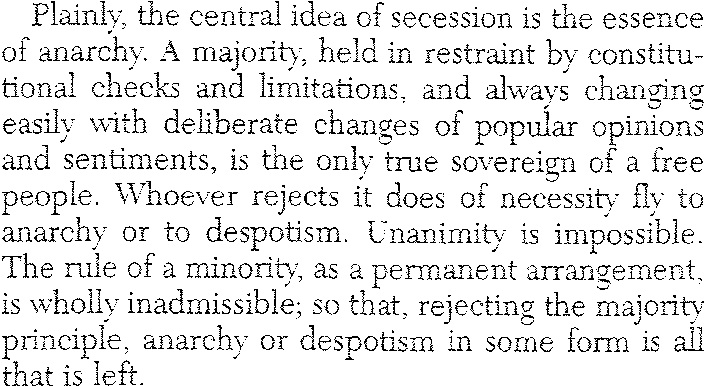 Plainly, the central idea of secession is the essence
of anarchy. A majority, held in restraint by constitu-
tional checks and limitations, and always changing
easily with deliberate changes of popular opinions
and sentiments, is the only true sovereign of a free
people. Whoever rejects it does of necessity fly to
anarchy or to despotism. Unanimity is impossible.
The rule of a minority, as a permanent arrangement,
is wholly inadmissible; so that, rejecting the majority
principle, anarchy or despotism in some form is all
that is left.